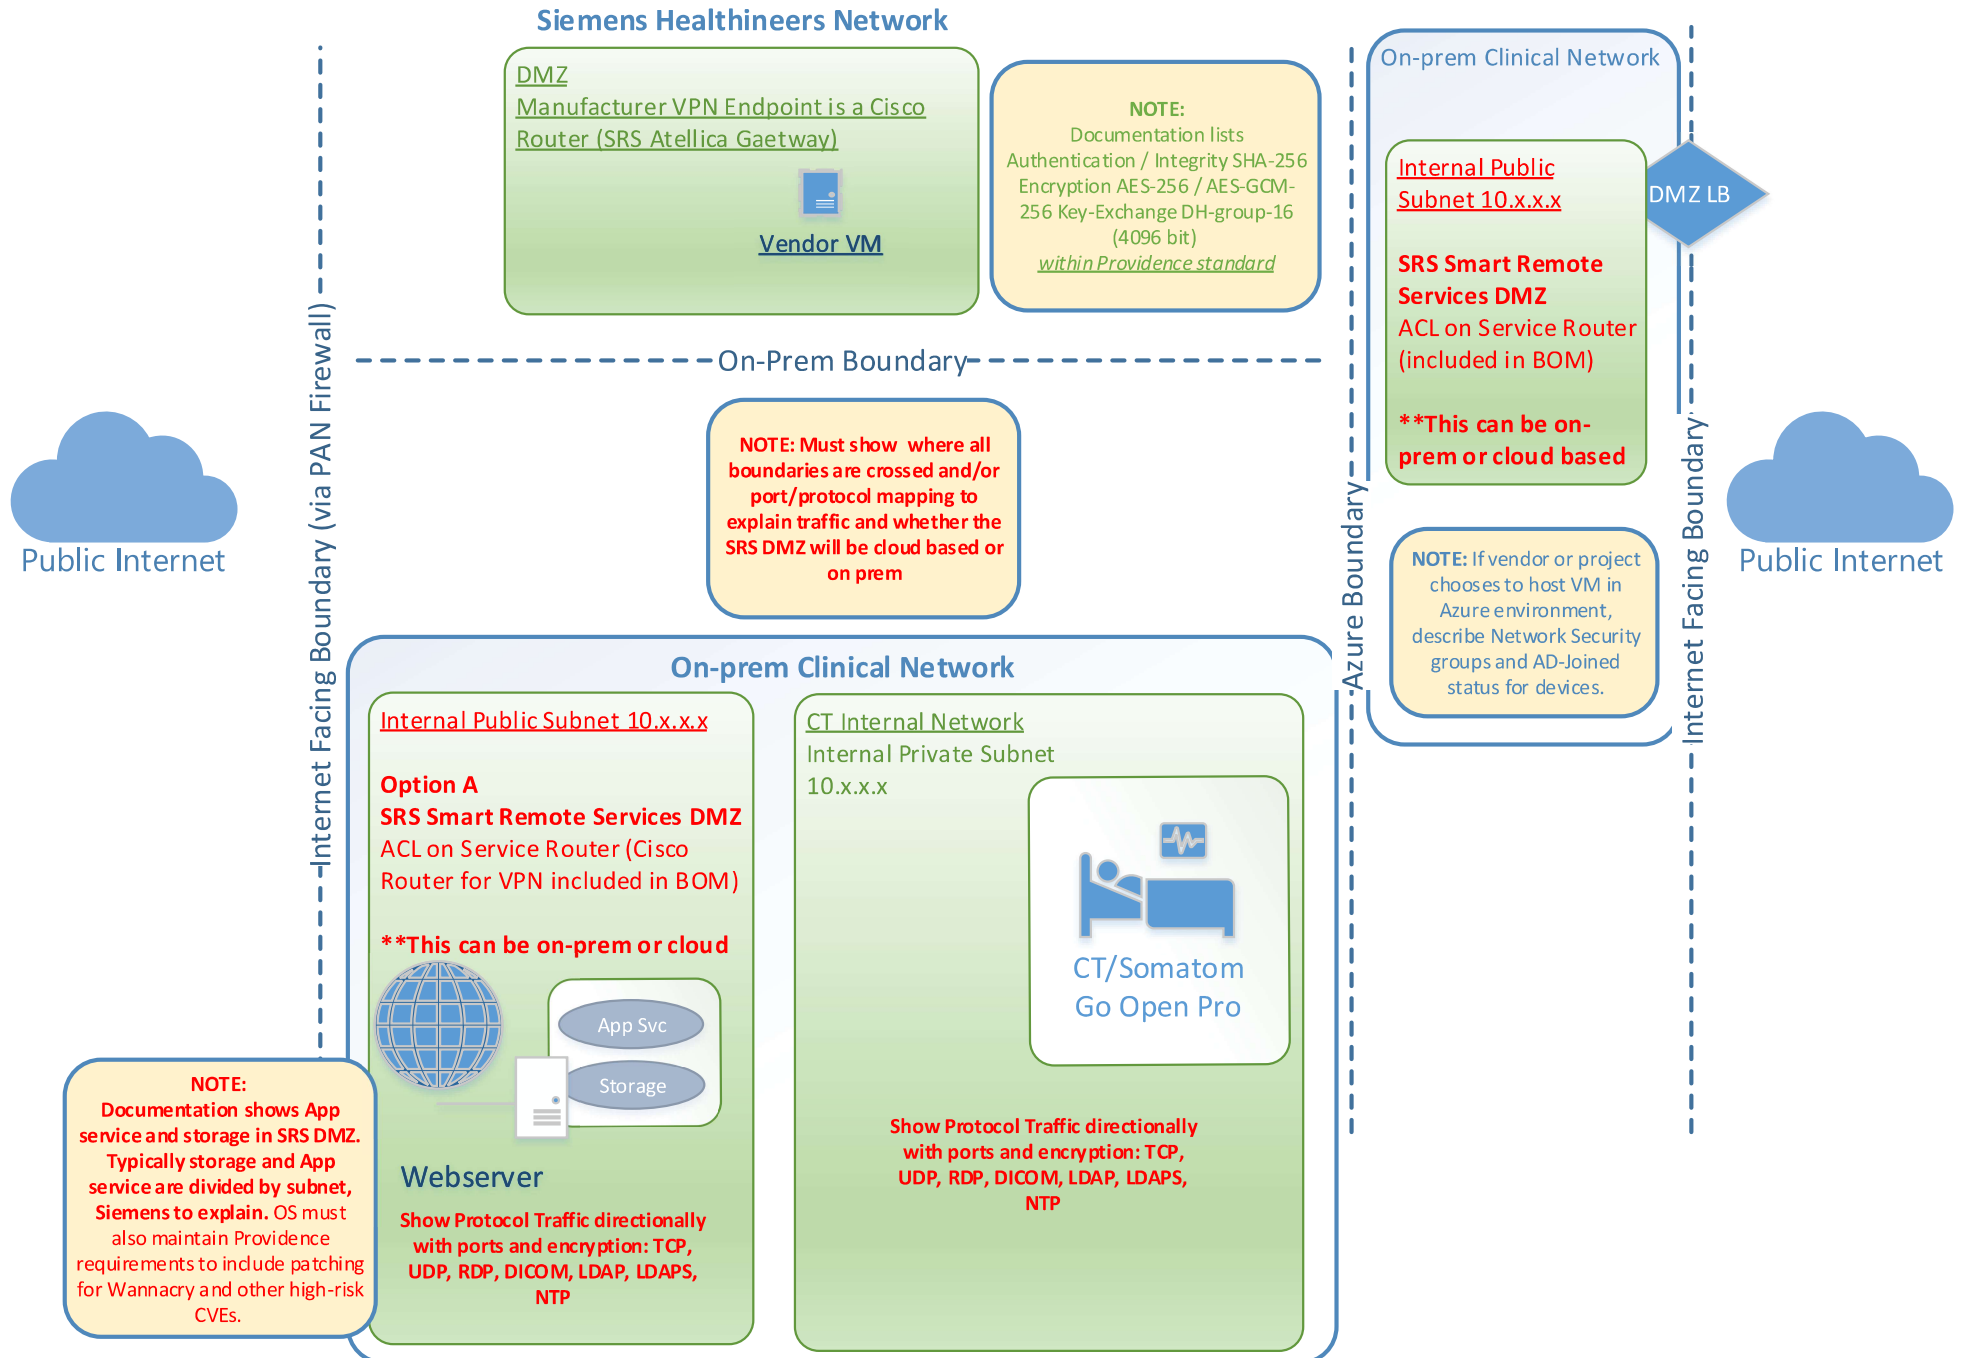 Siemens Healthineers Network
DMZ
Manufacturer VPN Endpoint is a Cisco
Router (SRS Atellica Gaetway)
Vendor VM
NOTE:
Documentation lists
Authentication / Integrity SHA-256
Encryption AES-256 / AES-GCM-
256 Key-Exchange DH-group-16
(4096 bit)
within Providence standard
On-prem Clinical Network
Internal Public
Subnet 10.x.x.x
SRS Smart Remote
Services DMZ
ACL on Service Router
(included in BOM)
**This can be on-
prem or cloud based
DMZ LB
On-Prem Boundary
Internet Facing Boundary (via PAN Firewall)
Public Internet
NOTE: Must show  where all
boundaries are crossed and/or
port/protocol mapping to
explain traffic and whether the
SRS DMZ will be cloud based or
on prem
Azure Boundary
NOTE: If vendor or project
chooses to host VM in
Azure environment,
describe Network Security
groups and AD-Joined
status for devices.
Internet Facing Boundary
Public Internet
On-prem Clinical Network
Internal Public Subnet 10.x.x.x
Option A
SRS Smart Remote Services DMZ
ACL on Service Router (Cisco
Router for VPN included in BOM)
**This can be on-prem or cloud
App Svc
Storage
Webserver
Show Protocol Traffic directionally
with ports and encryption: TCP,
UDP, RDP, DICOM, LDAP, LDAPS,
NTP
CT Internal Network
Internal Private Subnet
10.x.x.x
CT/Somatom
Go Open Pro
Show Protocol Traffic directionally
with ports and encryption: TCP,
UDP, RDP, DICOM, LDAP, LDAPS,
NTP
NOTE:
Documentation shows App
service and storage in SRS DMZ.
Typically storage and App
service are divided by subnet,
Siemens to explain. OS must
also maintain Providence
requirements to include patching
for Wannacry and other high-risk
CVEs.